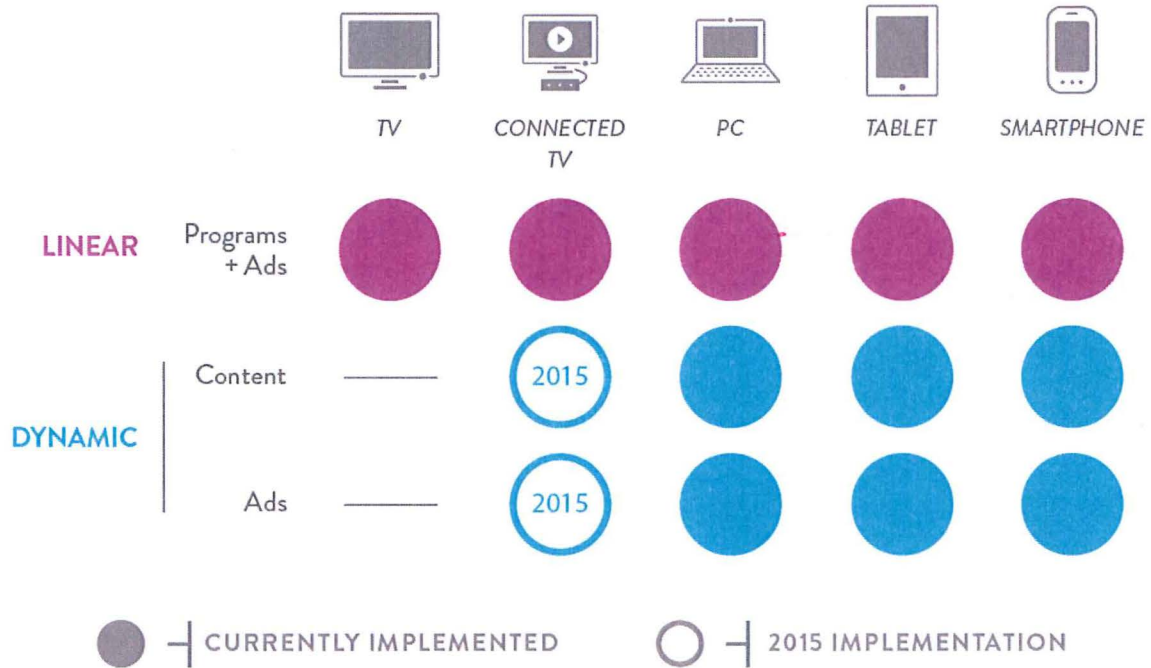 TV
CONNECTED
TV
PC
TABLET
SMARTPHONE
LINEAR
Programs
+ Ads
Content
2015
DYNAMIC
Ads
2015
CURRENTLY IMPLEMENTED
2015 IMPLEMENTATION